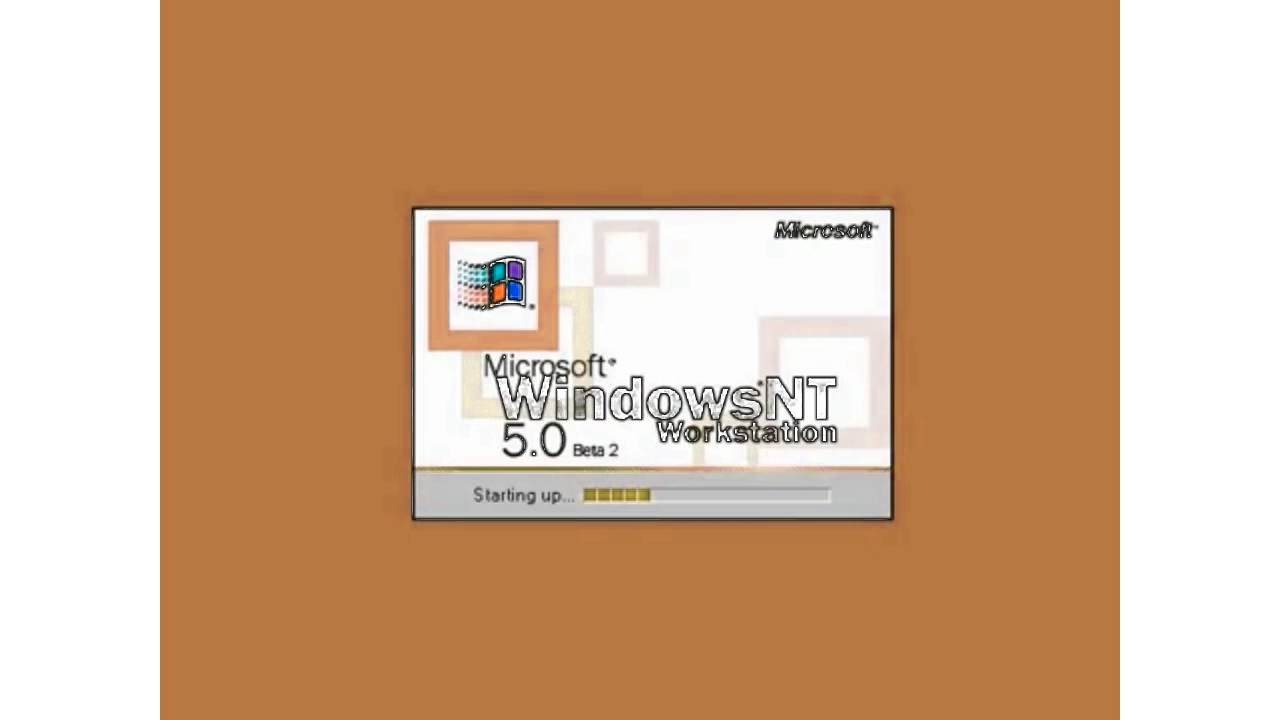 Microsoft
Microsoft
WindowsNT
Workstation
5.0 Beta 2
Starting up...